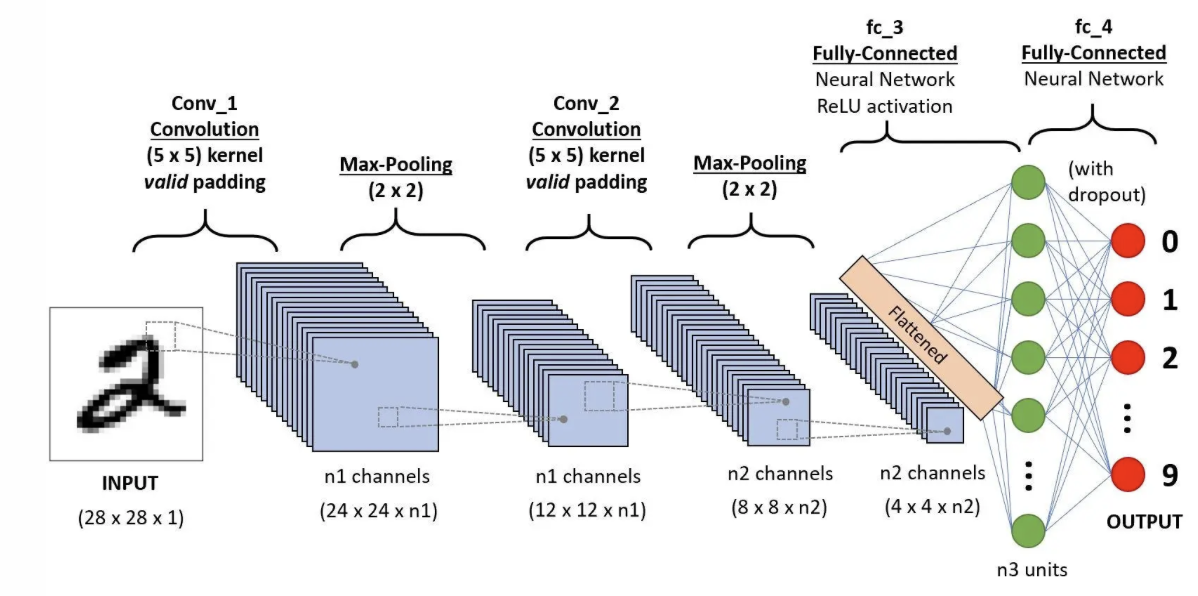 fc_3
Fully-Connected
Neural Network
ReLU activation
fc_4
Fully-Connected
Neural Network
Conv_1
Convolution
(5 x 5) kernel
valid padding
Max-Pooling
(2 x 2)
Conv_2
Convolution
(5 x 5) kernel
valid padding
Max-Pooling
(2 x 2)
(with
dropout)
Flattened
0
1
2
9
INPUT
(28 x 28 x 1)
n1 channels
(24 x 24 x n1)
n1 channels
(12 x 12 x n1)
n2 channels
(8 x 8 x n2)
n2 channels
(4 x 4 x n2)
OUTPUT
n3 units
2